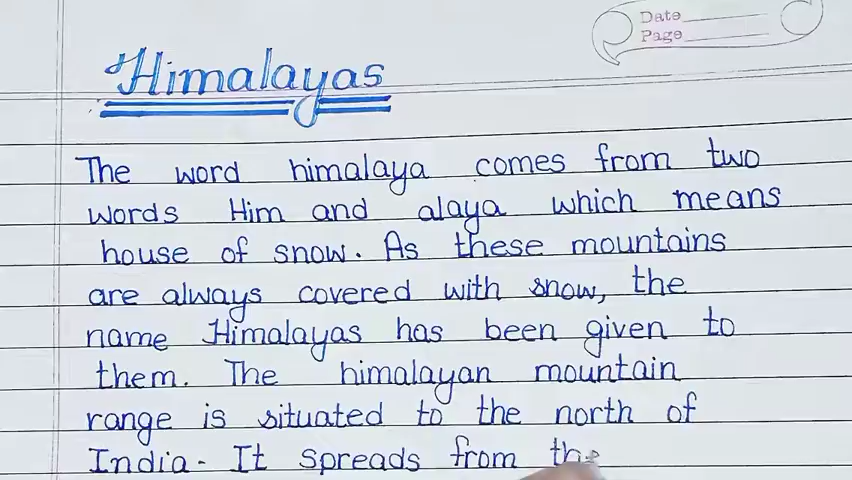 Date
Page
Himalayas
The word himalaya comes from two
words Him and alaya which means
house of snow. As these mountains
are always covered with snow, the
name Himalayas has been given to
them. The himalayan mountain
range is situated to the north of
India. It spreads from the